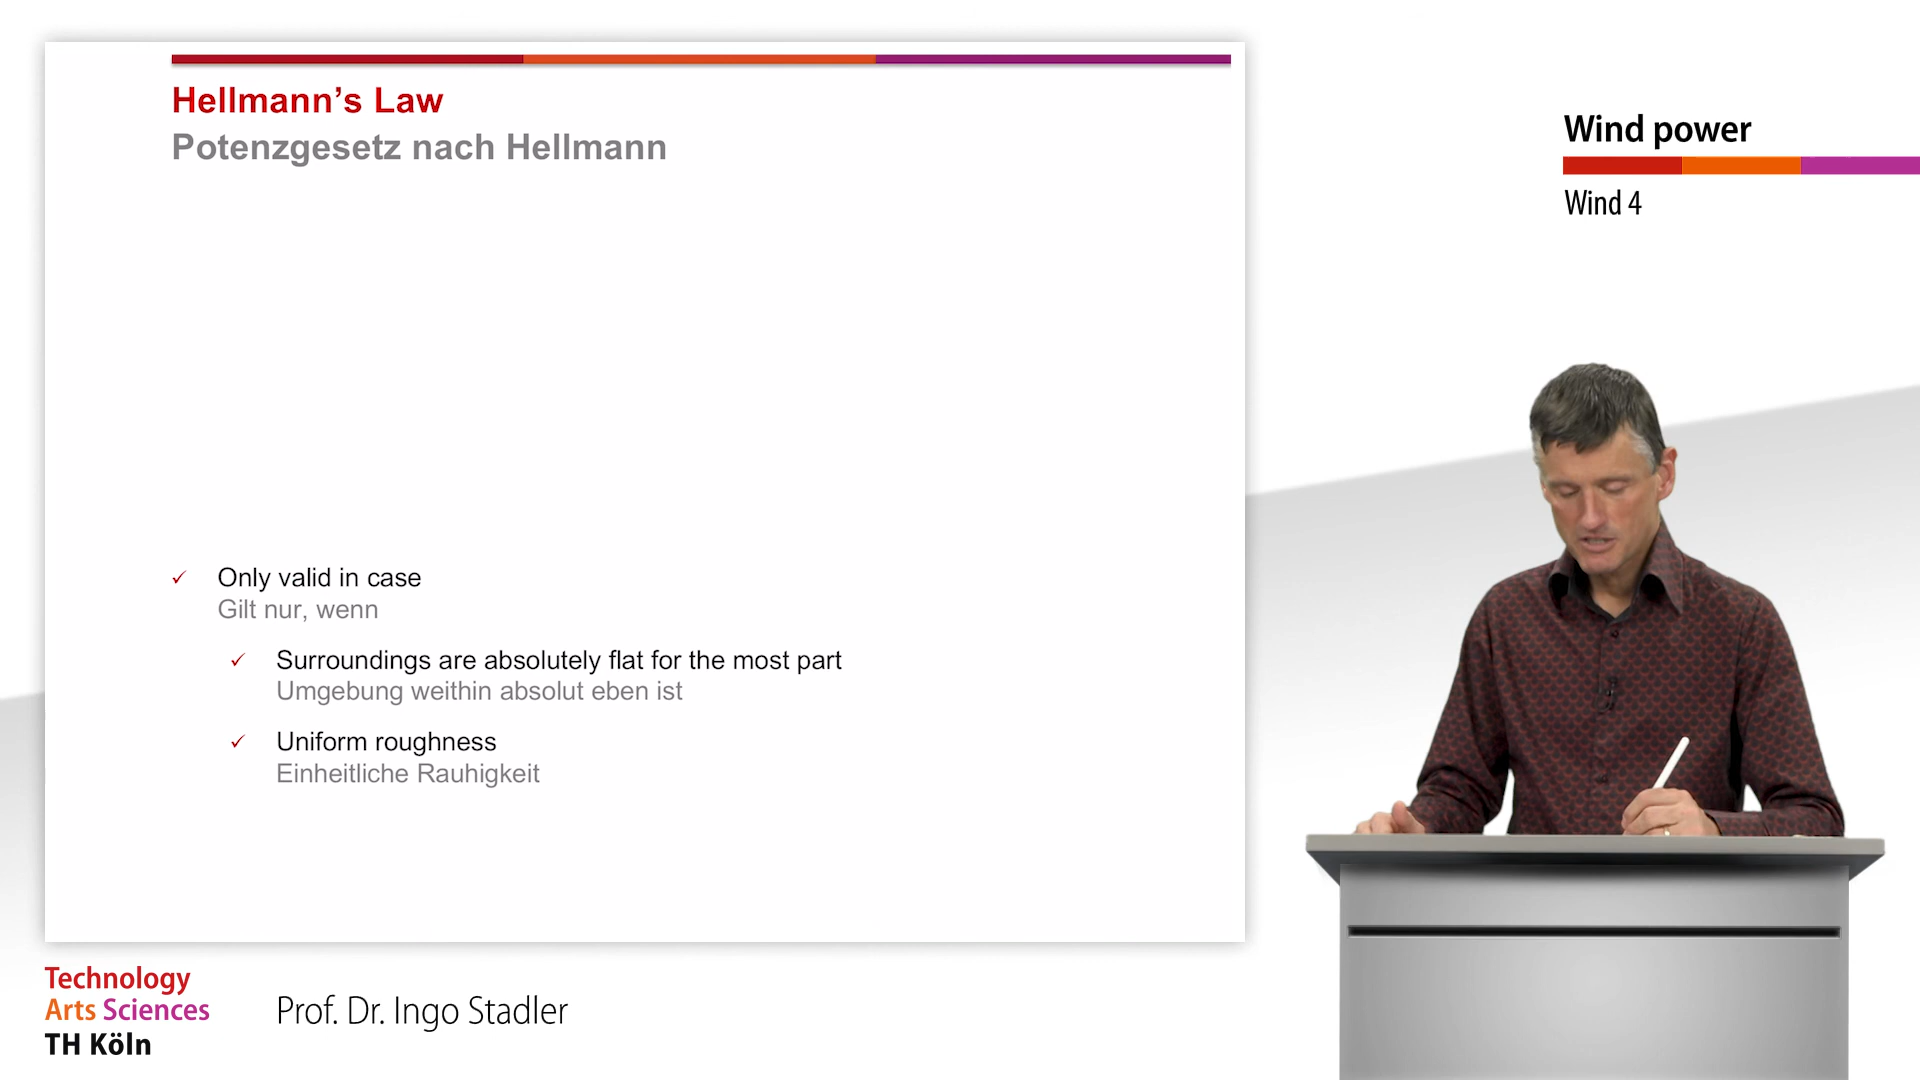 Hellmann’s Law
Potenzgesetz nach Hellmann
Only valid in case
Gilt nur, wenn
Surroundings are absolutely flat for the most part
Umgebung weithin absolut eben ist
Uniform roughness
Einheitliche Rauhigkeit
Wind power
Wind 4
Technology
Arts Sciences
TH Köln
Prof. Dr. Ingo Stadler